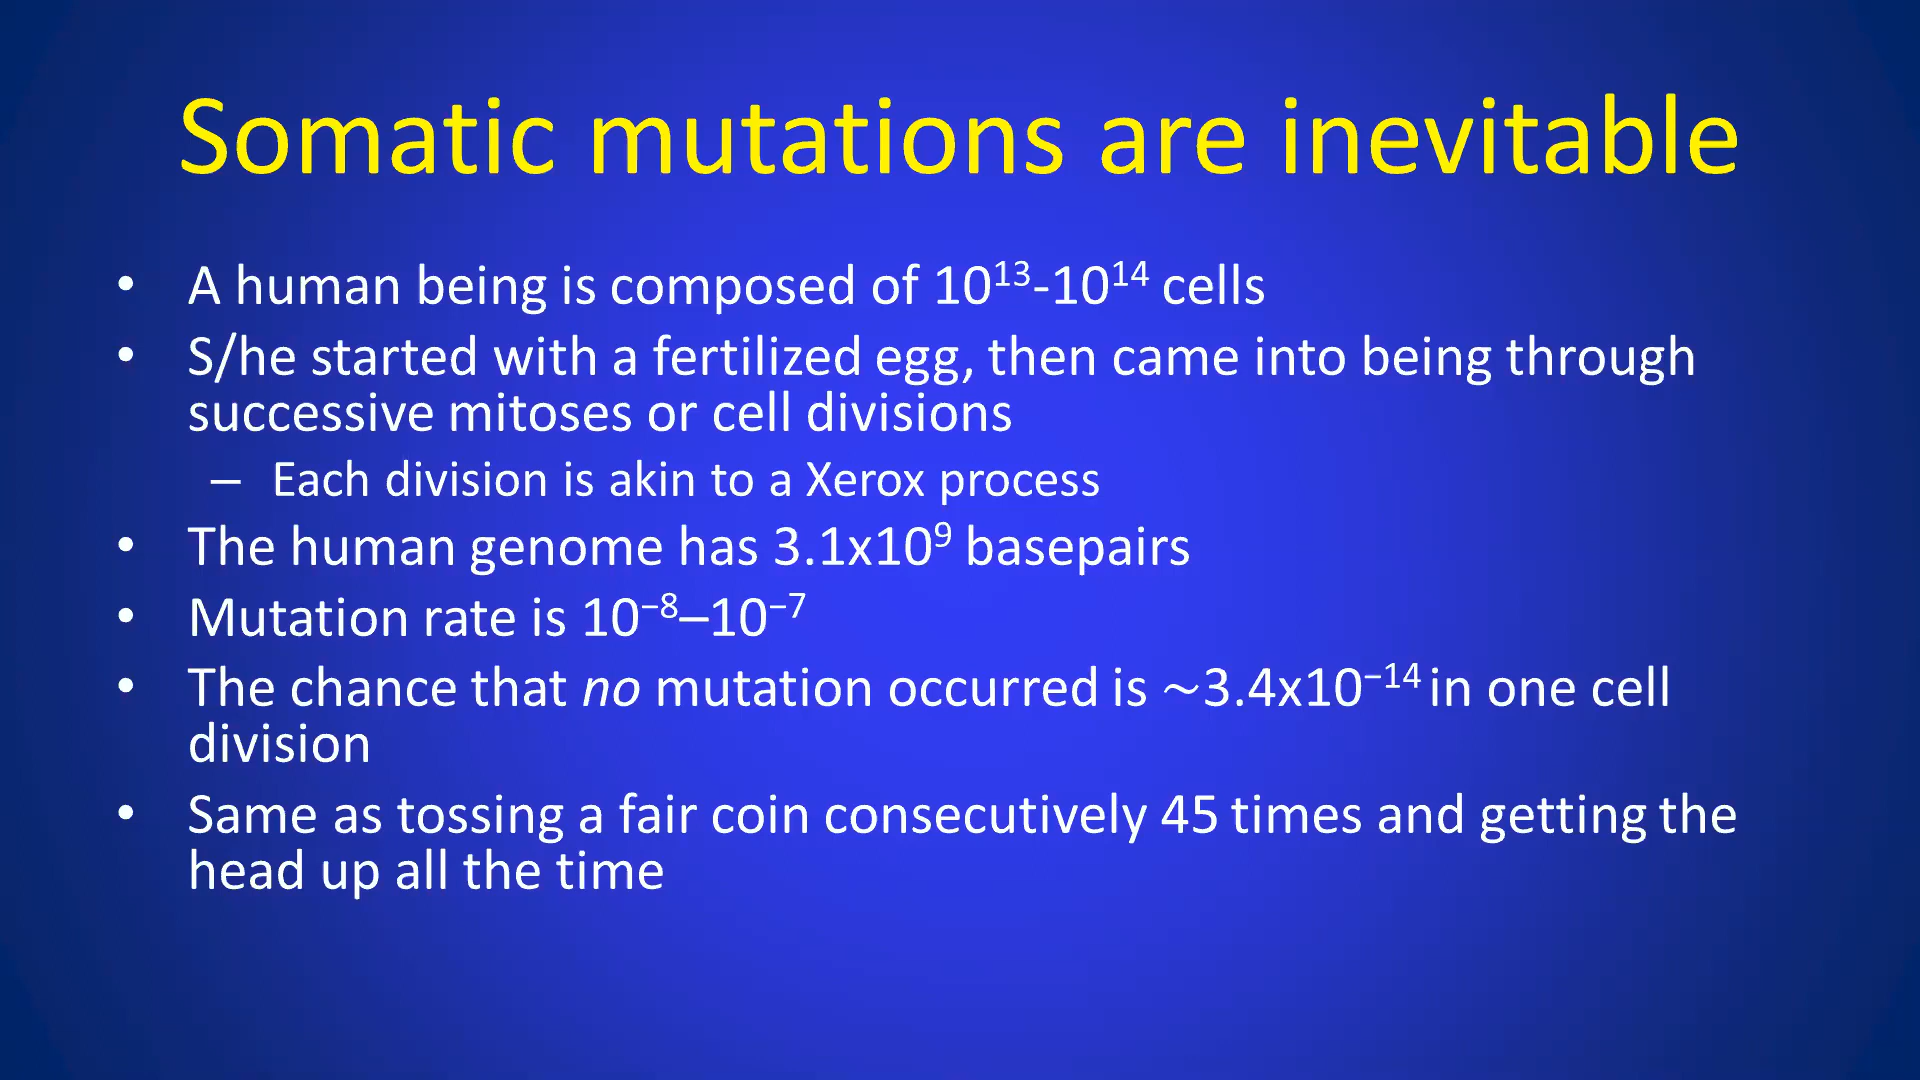 Somatic mutations are inevitable
• A human being is composed of 10¹³-10¹⁴ cells
• S/he started with a fertilized egg, then came into being through
successive mitoses or cell divisions
– Each division is akin to a Xerox process
• The human genome has 3.1x10⁹ basepairs
• Mutation rate is 10⁻⁸–10⁻⁷
• The chance that no mutation occurred is ~3.4x10⁻¹⁴ in one cell
division
• Same as tossing a fair coin consecutively 45 times and getting the
head up all the time